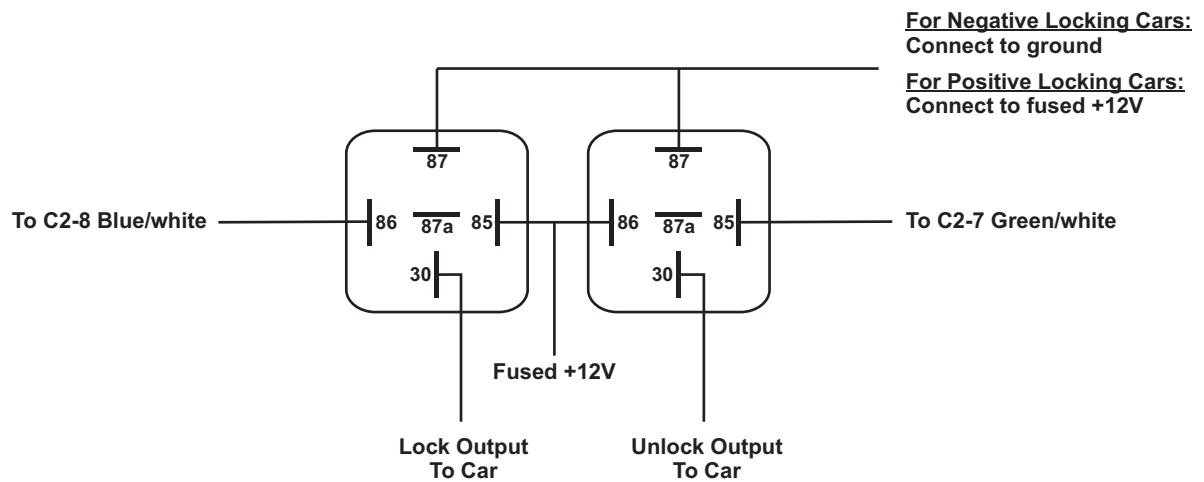 For Negative Locking Cars:
Connect to ground
For Positive Locking Cars:
Connect to fused +12V
87
87
To C2-8 Blue/white
86
87a
85
86
87a
85
To C2-7 Green/white
30
30
Fused +12V
Lock Output
To Car
Unlock Output
To Car